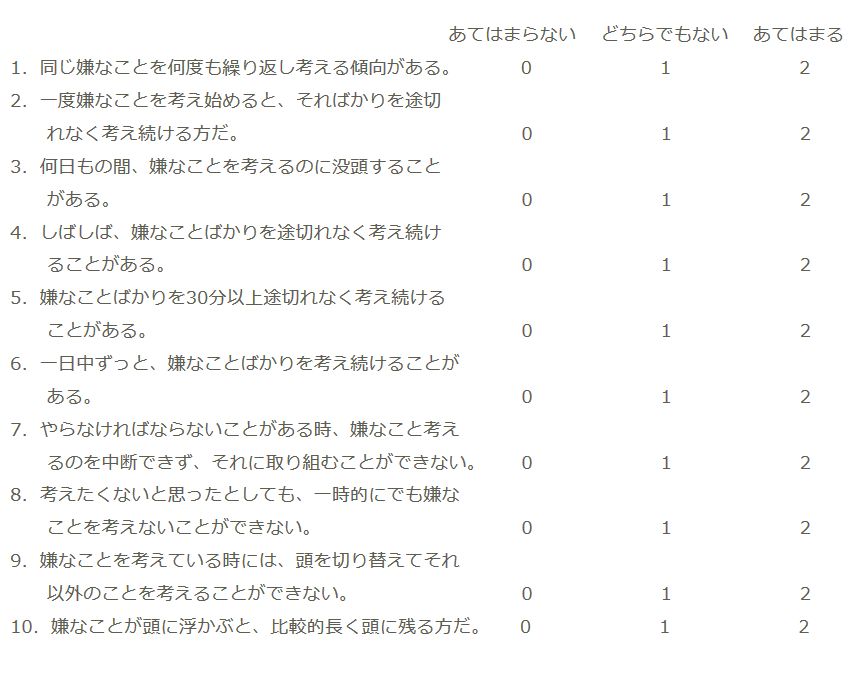 あてはまらない どちらでもない あてはまる
1. 同じ嫌なことを何度も繰り返し考える傾向がある。 0 1 2
2. 一度嫌なことを考え始めると、そればかりを途切
れなく考え続ける方だ。 0 1 2
3. 何日もの間、嫌なことを考えるのに没頭すること
がある。 0 1 2
4. しばしば、嫌なことばかりを途切れなく考え続け
ることがある。 0 1 2
5. 嫌なことばかりを30分以上途切れなく考え続ける
ことがある。 0 1 2
6. 一日中ずっと、嫌なことばかりを考え続けることが
ある。 0 1 2
7. やらなければならないことがある時、嫌なこと考え
るのを中断できず、それに取り組むことができない。 0 1 2
8. 考えたくないと思ったとしても、一時的にでも嫌な
ことを考えないことができない。 0 1 2
9. 嫌なことを考えている時には、頭を切り替えてそれ
以外のことを考えることができない。 0 1 2
10. 嫌なことが頭に浮かぶと、比較的長く頭に残る方だ。 0 1 2